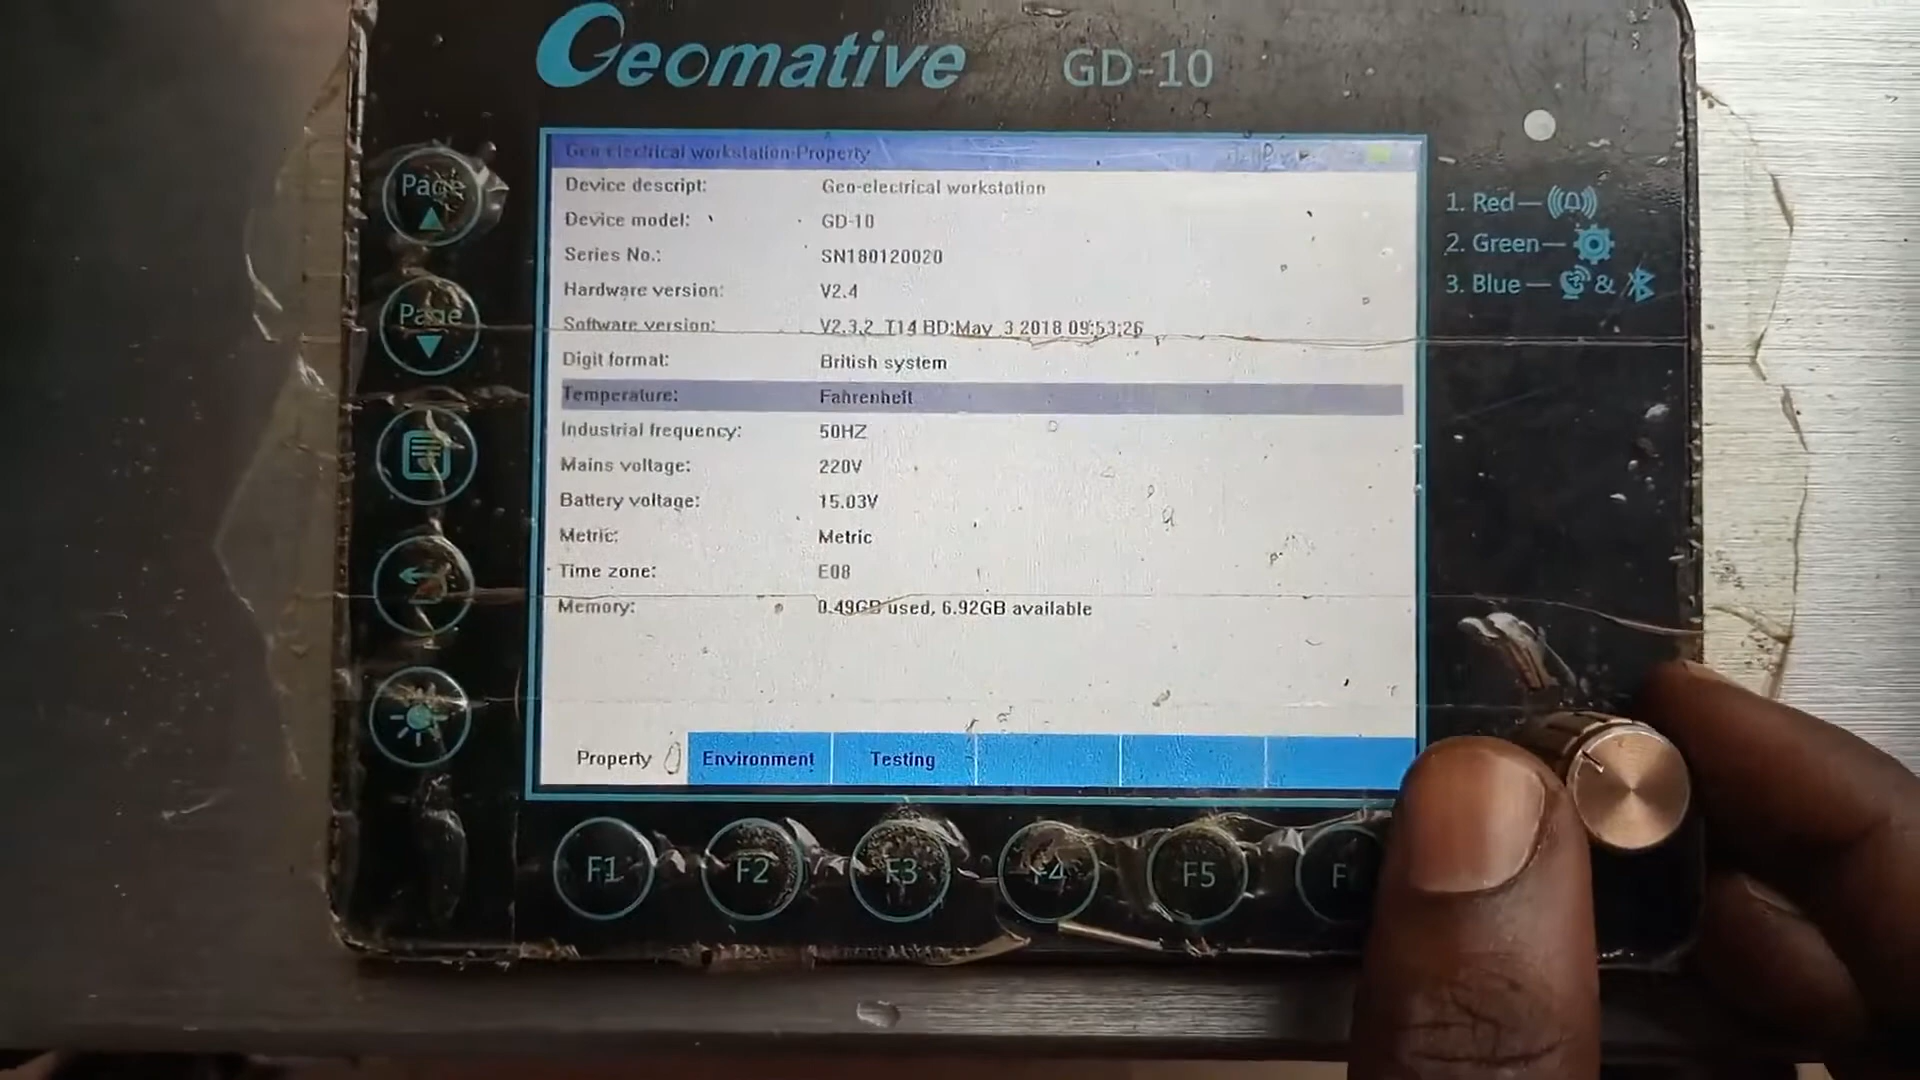 Geomative GD-10
Geo-electrical workstation-Property
Device descript: Geo-electrical workstation
Device model: GD-10
Series No.: SN180120020
Hardware version: V2.4
Software version: V2.3.2_T14 BD:May 3 2018 09:53:26
Digit format: British system
Temperature: Fahrenheit
Industrial frequency: 50HZ
Mains voltage: 220V
Battery voltage: 15.03V
Metric: Metric
Time zone: E08
Memory: 0.49GB used, 6.92GB available
Property Environment Testing
Page
Page
1. Red—
2. Green—
3. Blue— &
F1 F2 F3 F4 F5